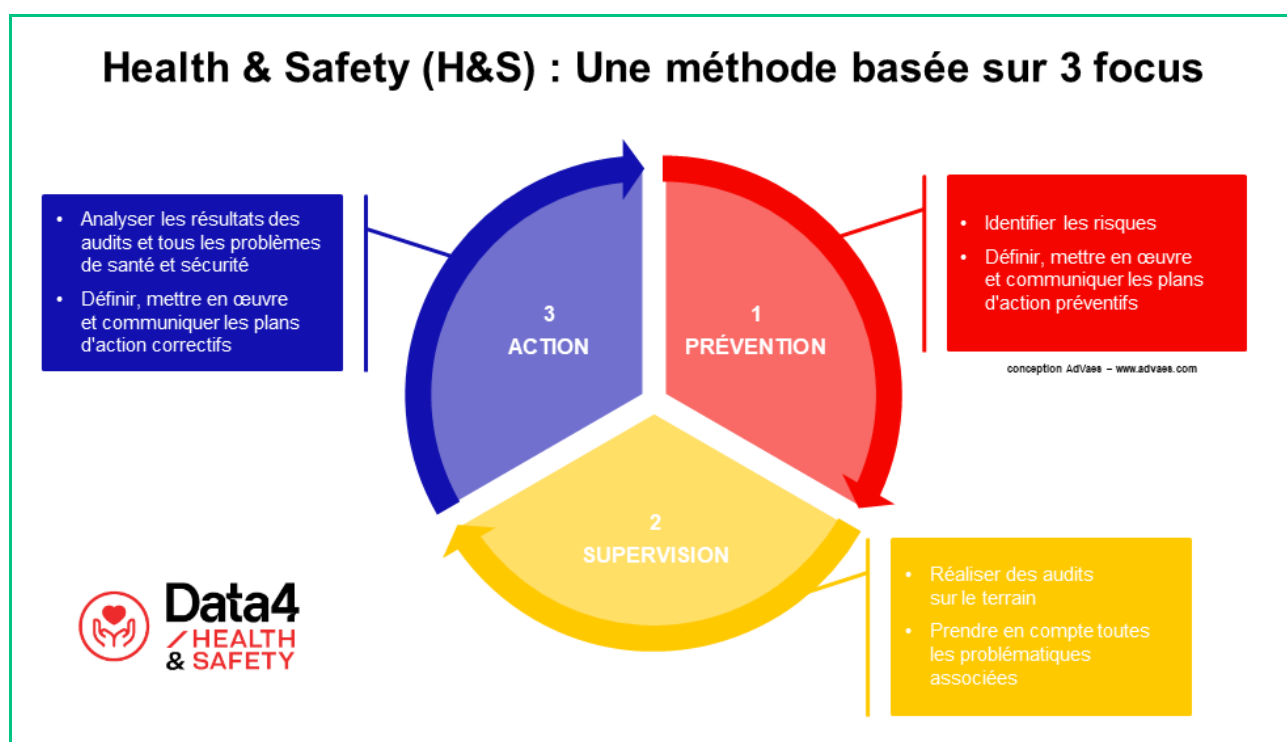 Health & Safety (H&S) : Une méthode basée sur 3 focus
• Analyser les résultats des
audits et tous les problèmes
de santé et sécurité
• Définir, mettre en œuvre
et communiquer les plans
d'action correctifs
3
ACTION
1
PRÉVENTION
• Identifier les risques
• Définir, mettre en œuvre
et communiquer les plans
d'action préventifs
conception AdVaes – www.advaes.com
2
SUPERVISION
• Réaliser des audits
sur le terrain
• Prendre en compte toutes
les problématiques
associées
Data4
/HEALTH
& SAFETY